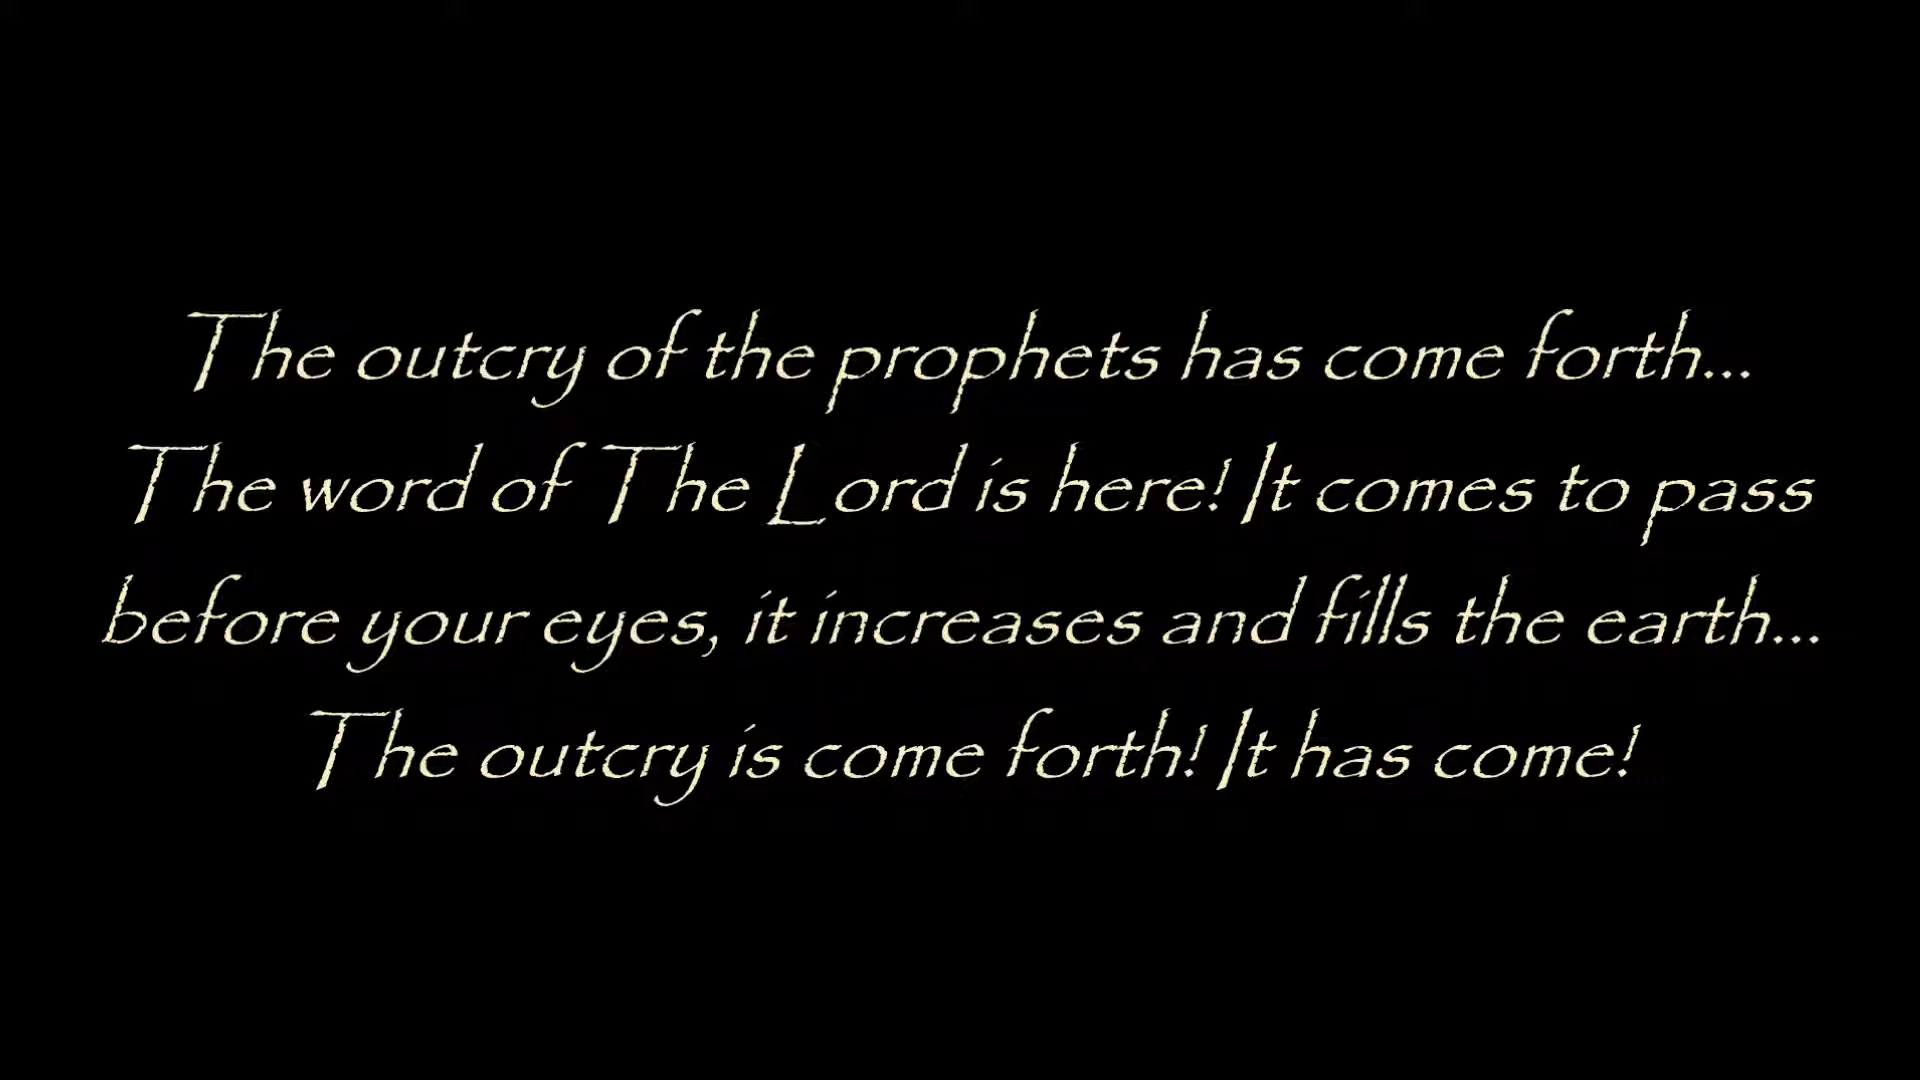 The outcry of the prophets has come forth...
The word of The Lord is here! It comes to pass
before your eyes, it increases and fills the earth...
The outcry is come forth! It has come!